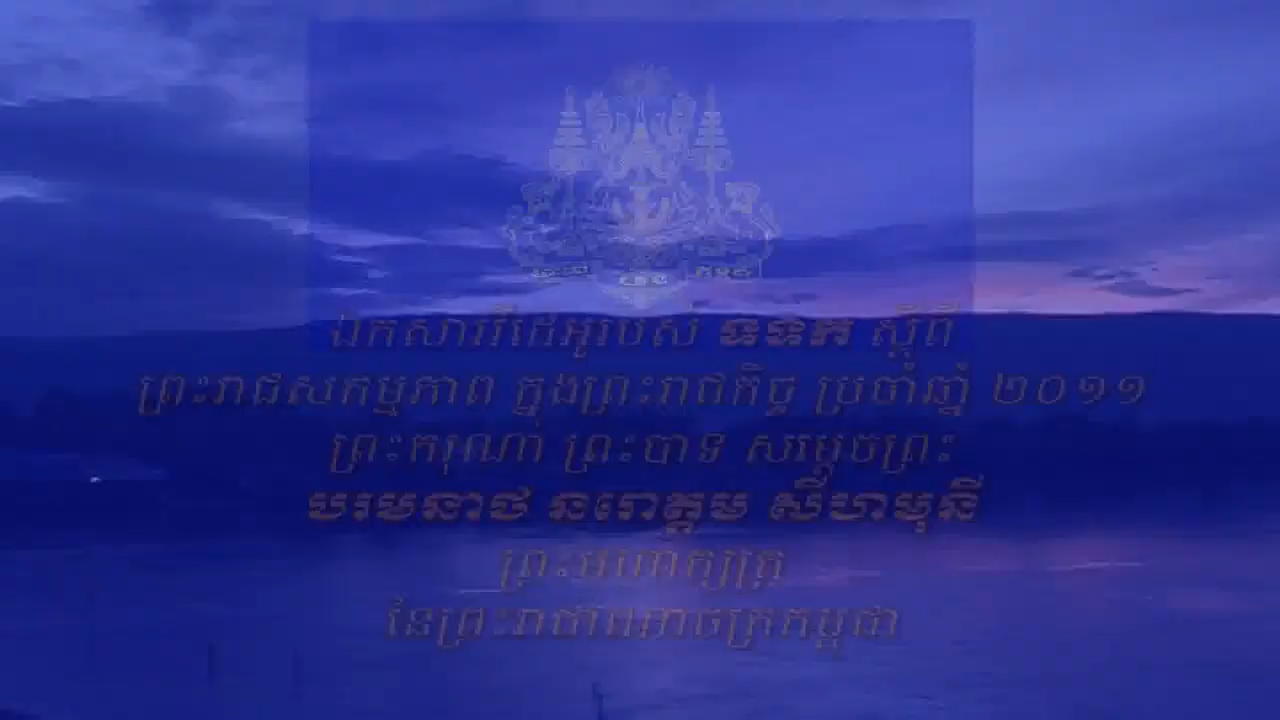 ឯកសារវីដេអូរបស់ ទទក ស្តីពី
ព្រះរាជសកម្មភាព ក្នុងព្រះរាជកិច្ច ប្រចាំឆ្នាំ ២០១១
ព្រះករុណា ព្រះបាទ សម្តេចព្រះ
បរមនាថ នរោត្តម សីហមុនី
ព្រះមហាក្សត្រ
នៃព្រះរាជាណាចក្រកម្ពុជា